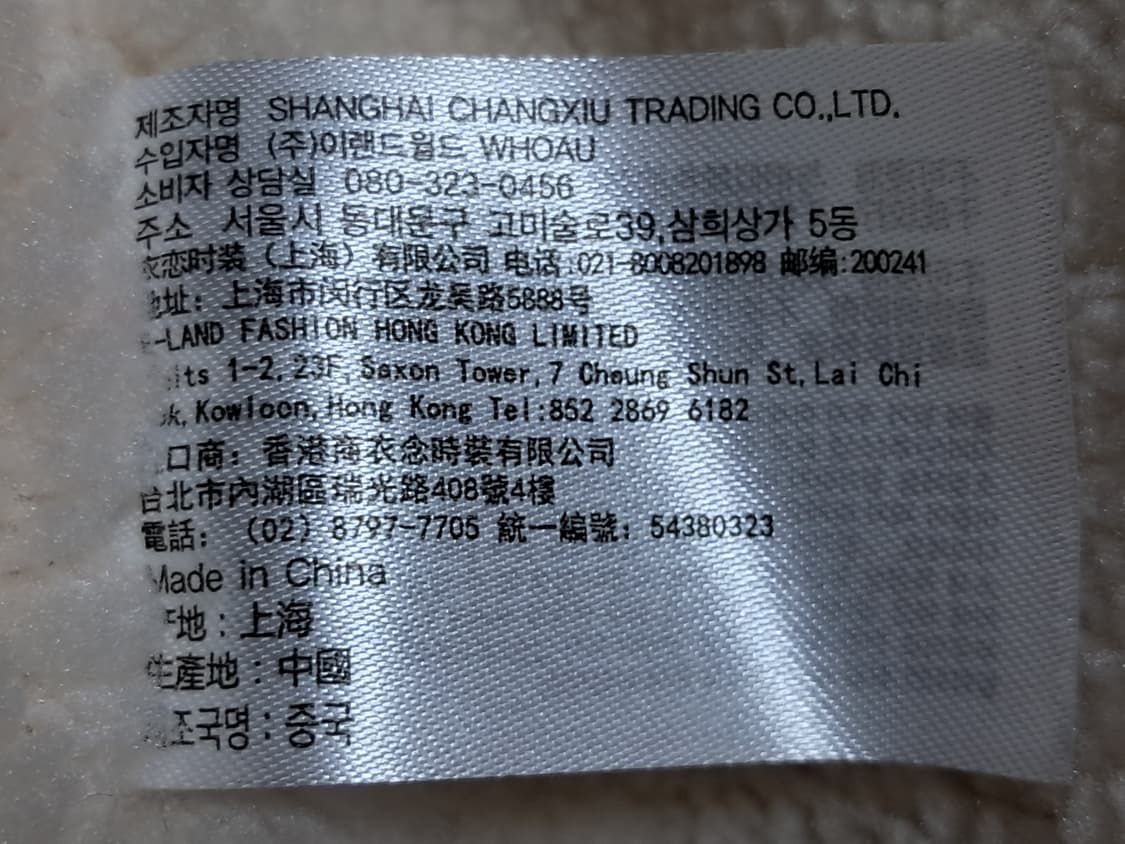 제조자명 SHANGHAI CHANGXIU TRADING CO.,LTD.
수입자명 (주)이랜드월드 WHOAU
소비자 상담실 080-323-0456
주소 서울시 동대문구 고미술로39,삼희상가 5동
衣恋时装（上海）有限公司 电话:021-8008201898 邮编:200241
地址：上海市闵行区龙吴路5888号
-LAND FASHION HONG KONG LIMITED
its 1-2,23F,Saxon Tower,7 Cheung Shun St,Lai Chi
k,Kowloon,Hong Kong Tel:852 2869 6182
口商：香港商衣念時裝有限公司
台北市內湖區瑞光路408號4樓
電話：（02）8797-7705 統一編號：54380323
Made in China
地：上海
生產地：中國
조국명：중국